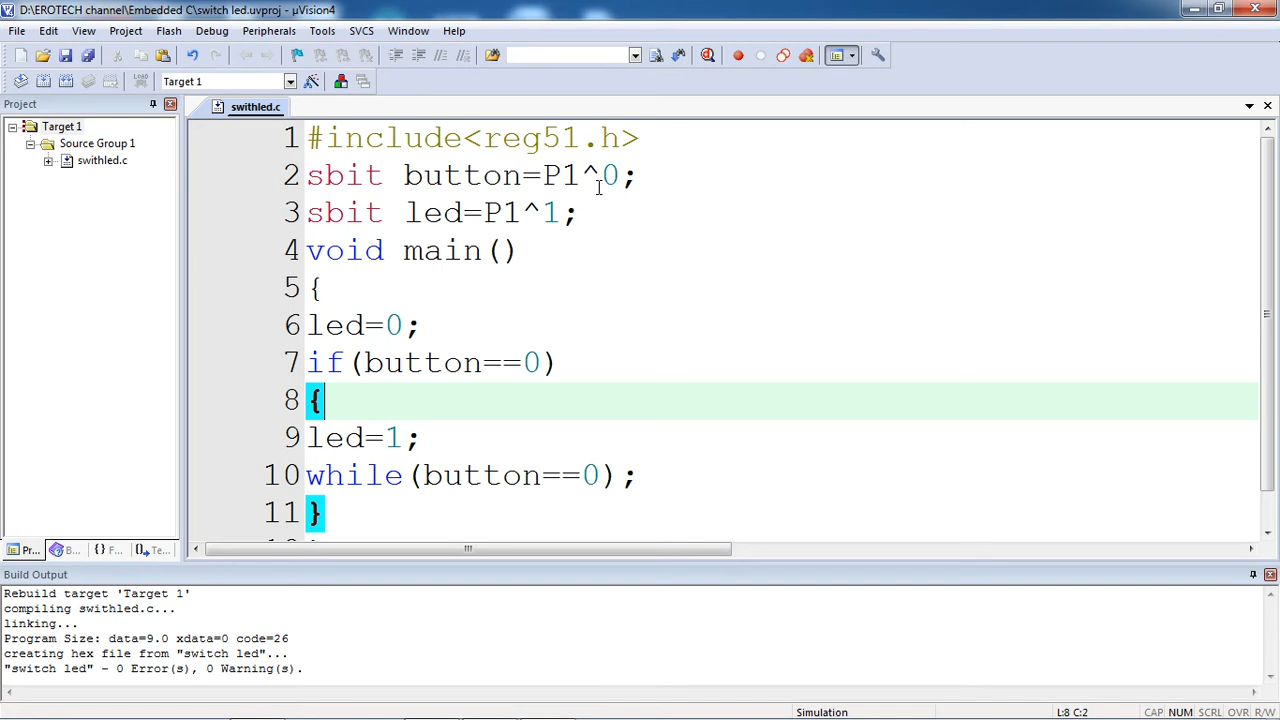 D:\EROTECH channel\Embedded C\switch led.uvproj - µVision4
File Edit View Project Flash Debug Peripherals Tools SVCS Window Help
LOAD Target 1
Project
swithled.c
Target 1
Source Group 1
swithled.c
1 #include<reg51.h>
2 sbit button=P1^0;
3 sbit led=P1^1;
4 void main()
5 {
6 led=0;
7 if(button==0)
8 {
9 led=1;
10 while(button==0);
11 }
Pr... B... {} F... Te...
Build Output
Rebuild target 'Target 1'
compiling swithled.c...
linking...
Program Size: data=9.0 xdata=0 code=26
creating hex file from "switch led"...
"switch led" - 0 Error(s), 0 Warning(s).
Simulation L:8 C:2 CAP NUM SCRL OVR R/W